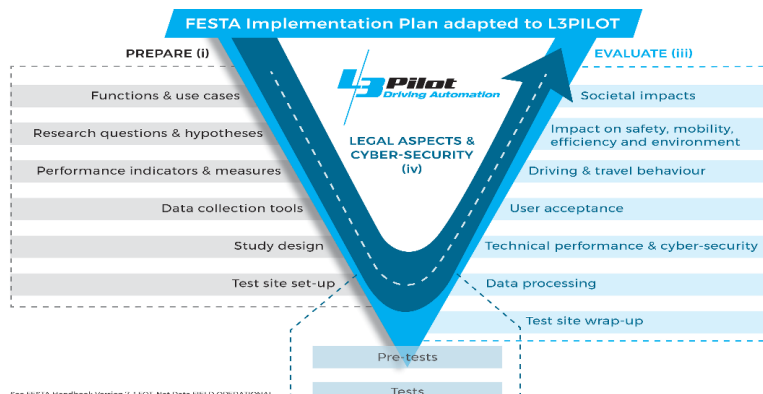 FESTA Implementation Plan adapted to L3PILOT
PREPARE (i)
EVALUATE (iii)
L3Pilot
Driving Automation
LEGAL ASPECTS &
CYBER-SECURITY
(iv)
Functions & use cases
Research questions & hypotheses
Performance indicators & measures
Data collection tools
Study design
Test site set-up
Societal impacts
Impact on safety, mobility,
efficiency and environment
Driving & travel behaviour
User acceptance
Technical performance & cyber-security
Data processing
Test site wrap-up
Pre-tests
Tests